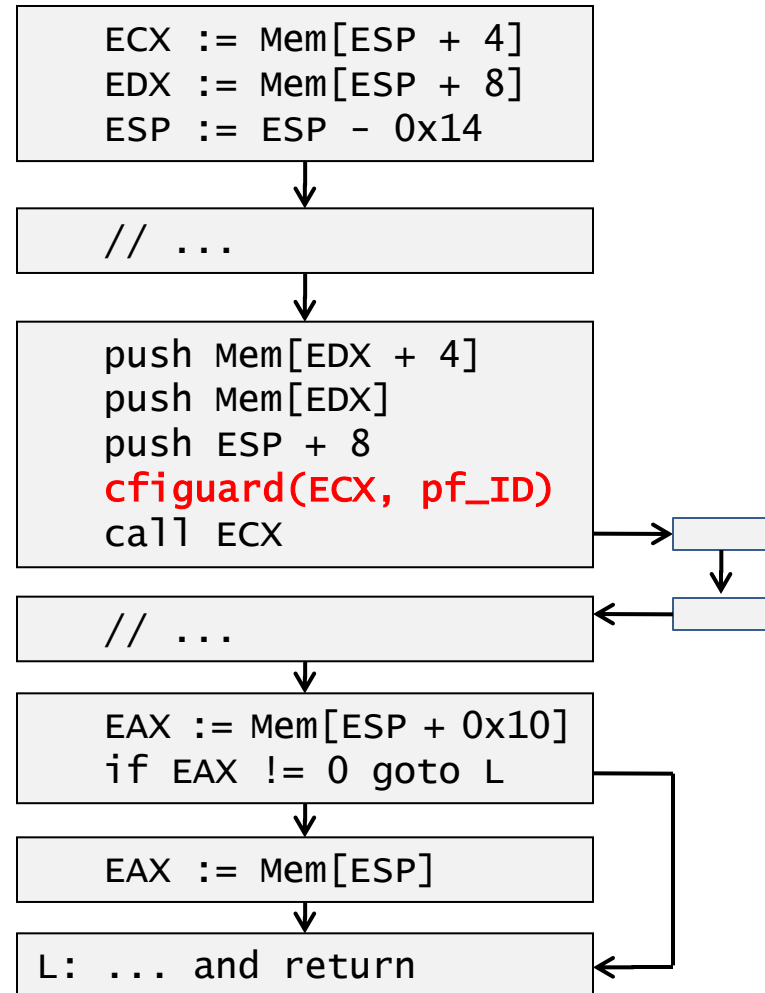 ECX := Mem[ESP + 4]
EDX := Mem[ESP + 8]
ESP := ESP - 0x14
// ...
push Mem[EDX + 4]
push Mem[EDX]
push ESP + 8
cfiguard(ECX, pf_ID)
call ECX
// ...
EAX := Mem[ESP + 0x10]
if EAX != 0 goto L
EAX := Mem[ESP]
L: ... and return